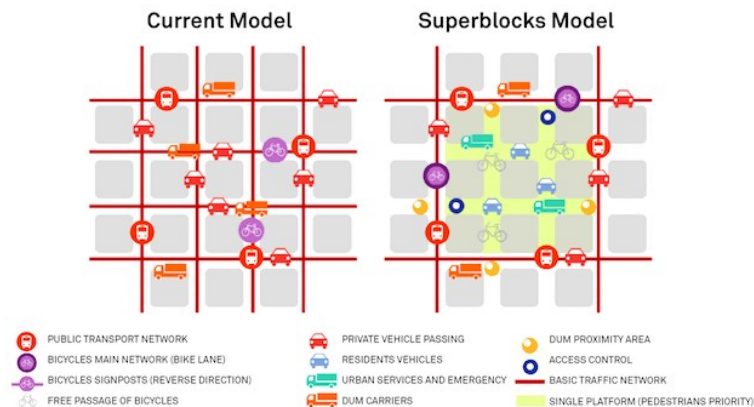 Current Model
Superblocks Model
PUBLIC TRANSPORT NETWORK
BICYCLES MAIN NETWORK (BIKE LANE)
BICYCLES SIGNPOSTS (REVERSE DIRECTION)
FREE PASSAGE OF BICYCLES
PRIVATE VEHICLE PASSING
RESIDENTS VEHICLES
URBAN SERVICES AND EMERGENCY
DUM CARRIERS
DUM PROXIMITY AREA
ACCESS CONTROL
BASIC TRAFFIC NETWORK
SINGLE PLATFORM (PEDESTRIANS PRIORITY)